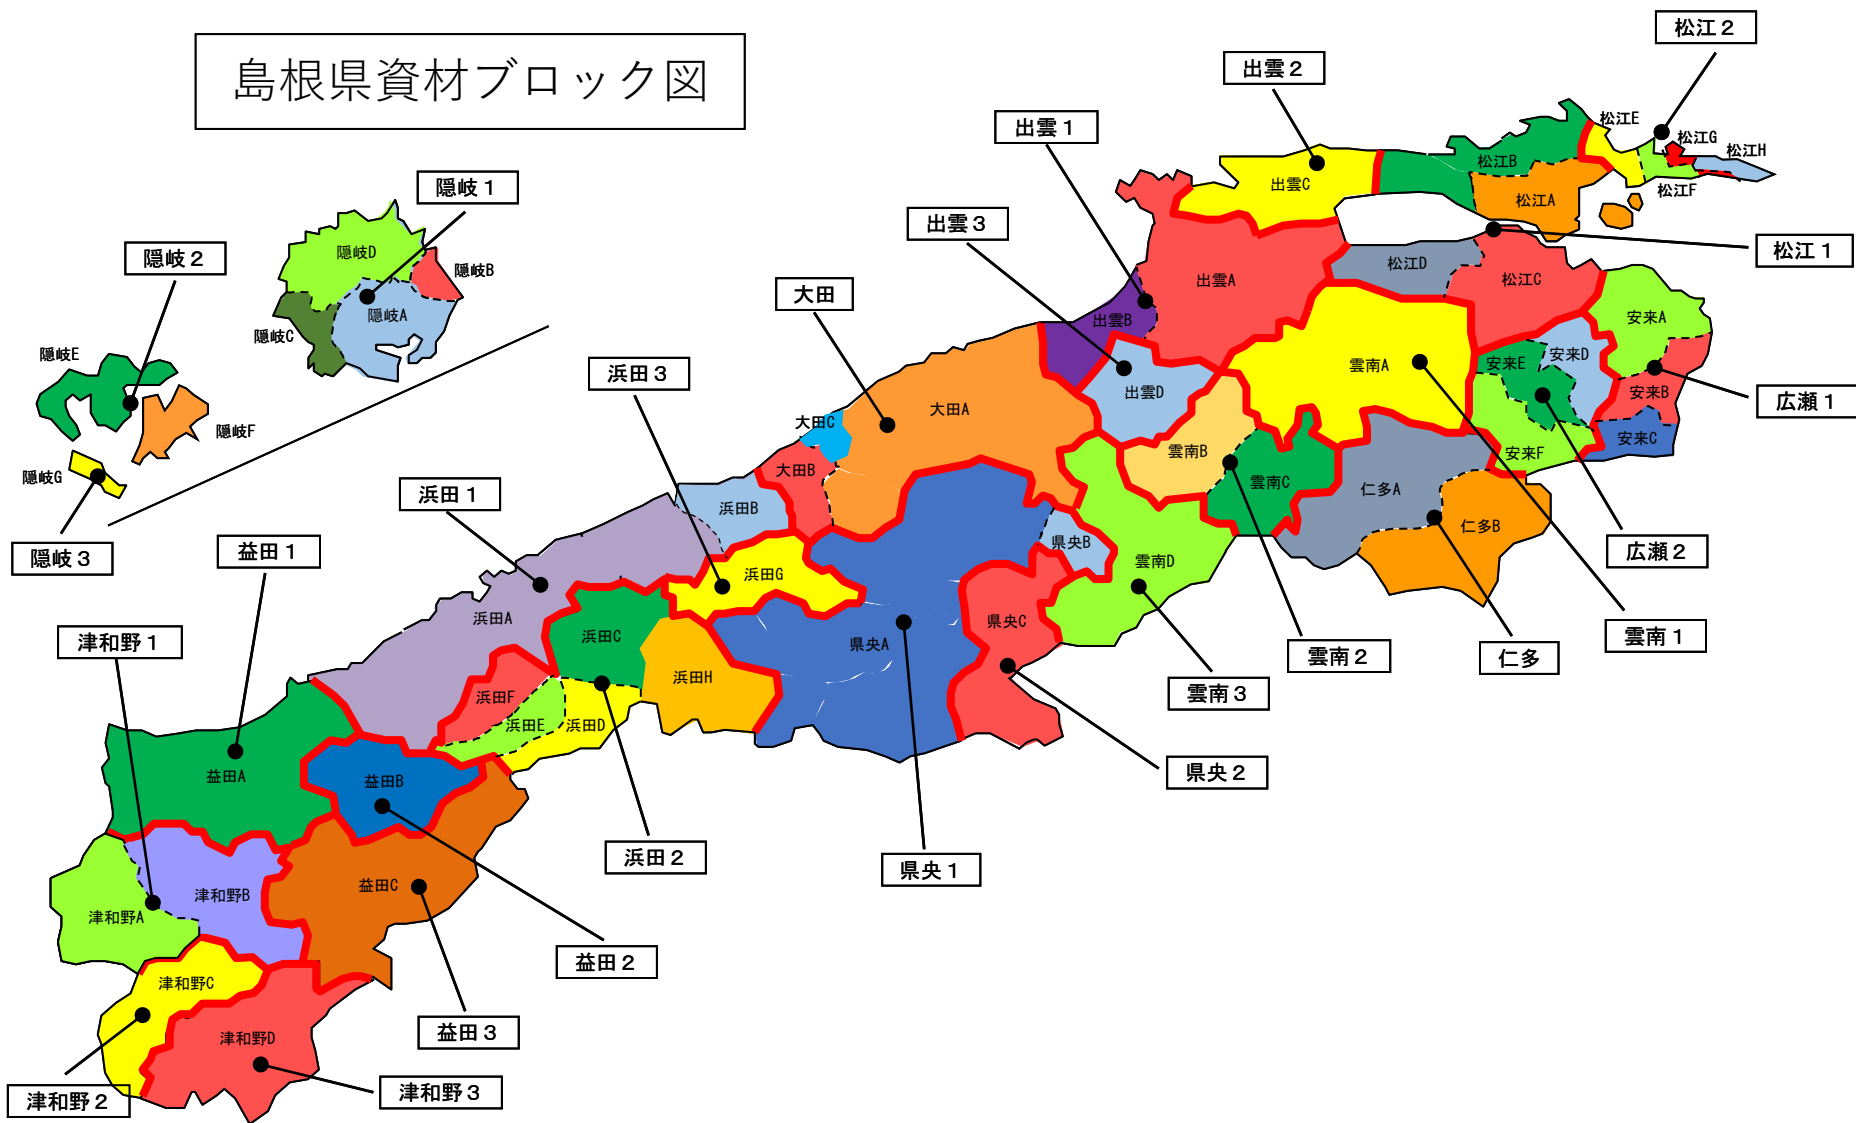 島根県資材ブロック図
松江２
出雲２
出雲１
松江E
松江G
松江H
松江B
松江F
松江A
出雲C
隠岐１
隠岐２
隠岐D
隠岐B
隠岐A
隠岐C
隠岐E
隠岐F
隠岐G
隠岐３
出雲３
松江１
松江D
松江C
出雲A
大田
出雲B
安来A
安来D
安来E
雲南A
浜田３
出雲D
安来B
広瀬１
大田A
大田C
安来C
雲南B
安来F
大田B
雲南C
仁多A
浜田１
浜田B
仁多B
県央B
益田１
広瀬２
雲南D
浜田G
浜田A
県央C
浜田C
県央A
津和野１
雲南１
雲南２
仁多
浜田H
雲南３
浜田F
浜田E
浜田D
益田A
益田B
県央２
浜田２
県央１
益田C
津和野B
津和野A
益田２
津和野C
益田３
津和野D
津和野２
津和野３